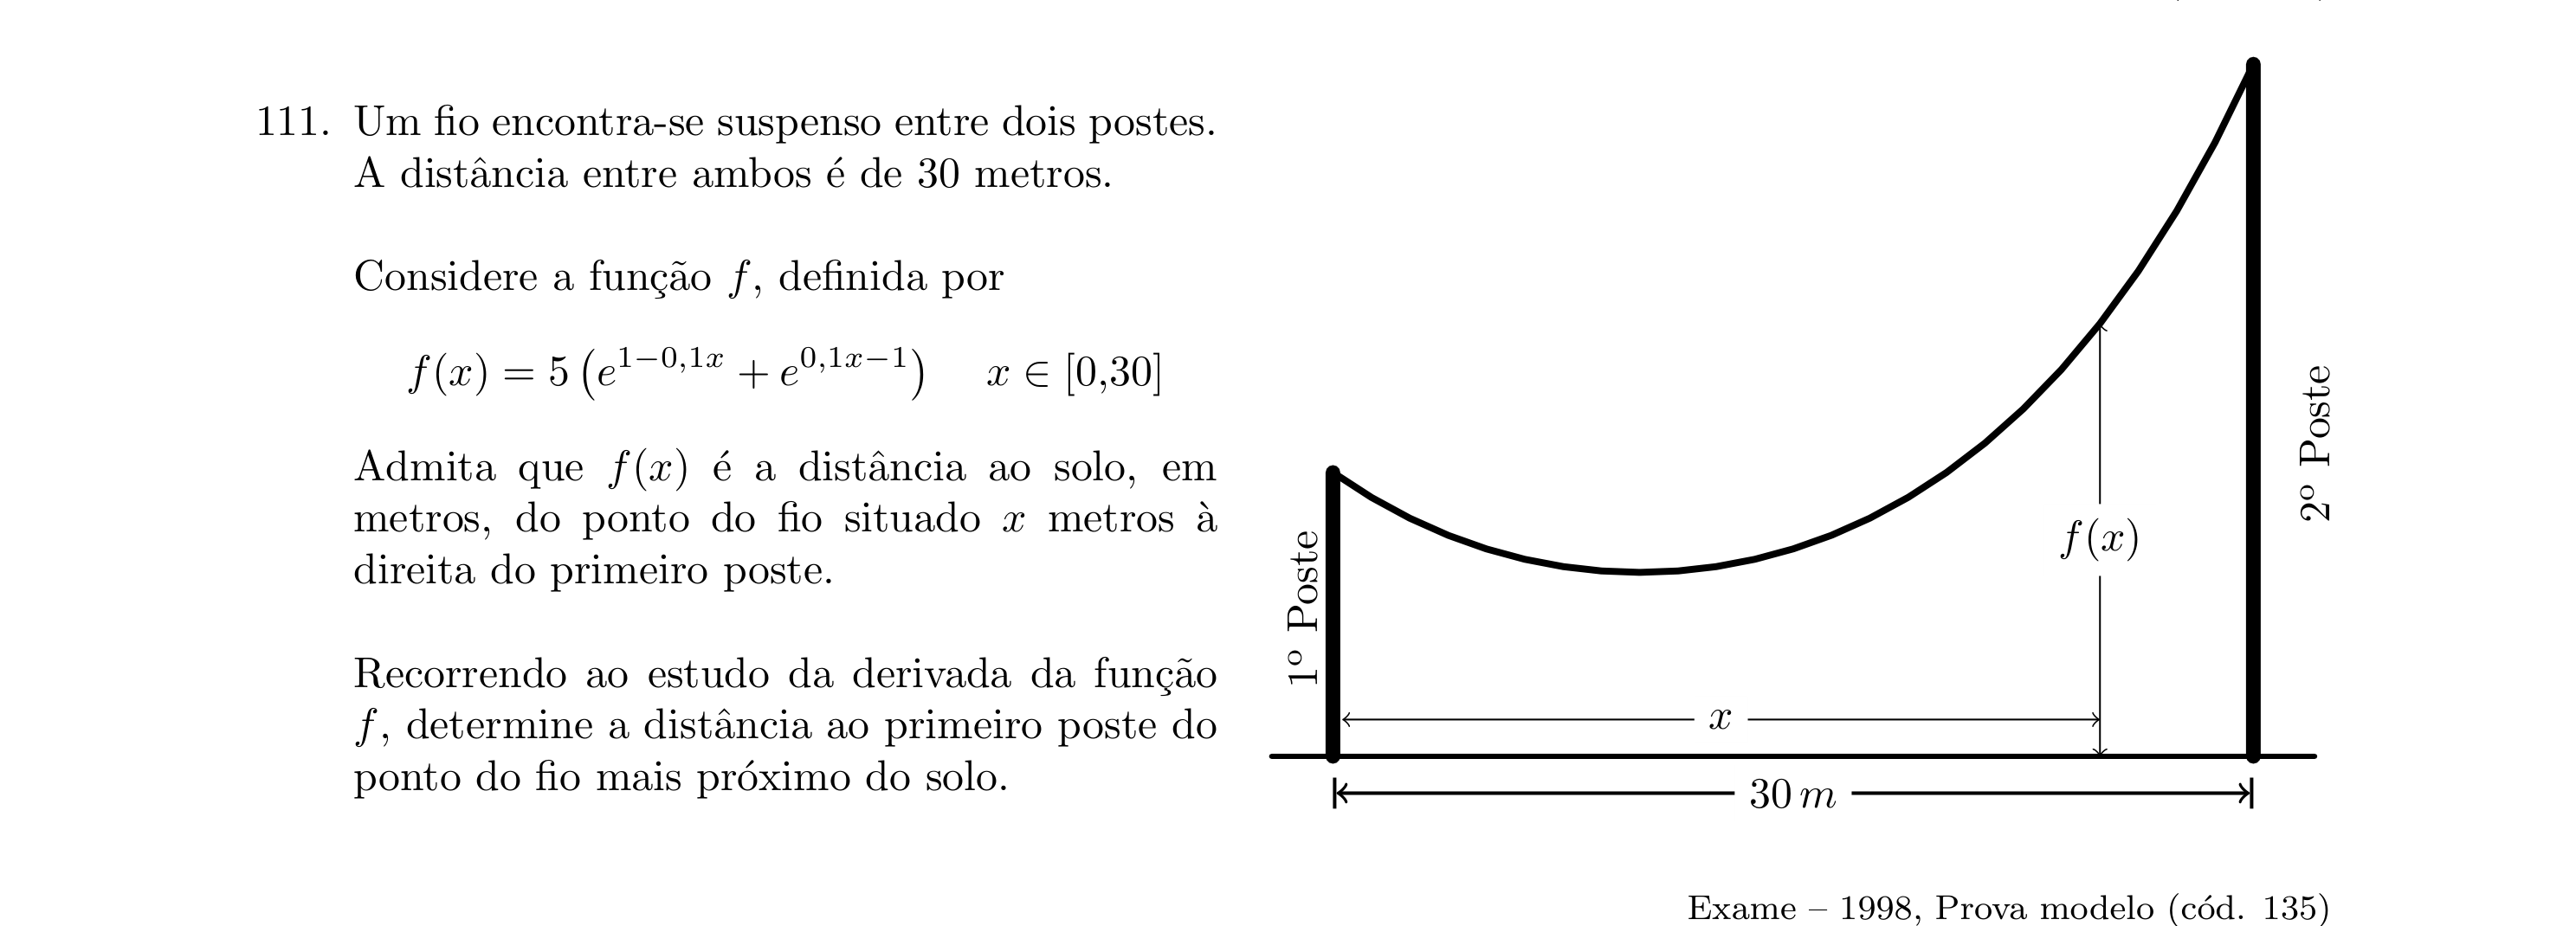 111. Um fio encontra-se suspenso entre dois postes.
A distância entre ambos é de 30 metros.
Considere a função f, definida por
f(x) = 5 (e^{1−0,1x} + e^{0,1x−1})   x ∈ [0,30]
Admita que f(x) é a distância ao solo, em
metros, do ponto do fio situado x metros à
direita do primeiro poste.
Recorrendo ao estudo da derivada da função
f, determine a distância ao primeiro poste do
ponto do fio mais próximo do solo.
1º Poste
2º Poste
f(x)
x
30 m
Exame – 1998, Prova modelo (cód. 135)